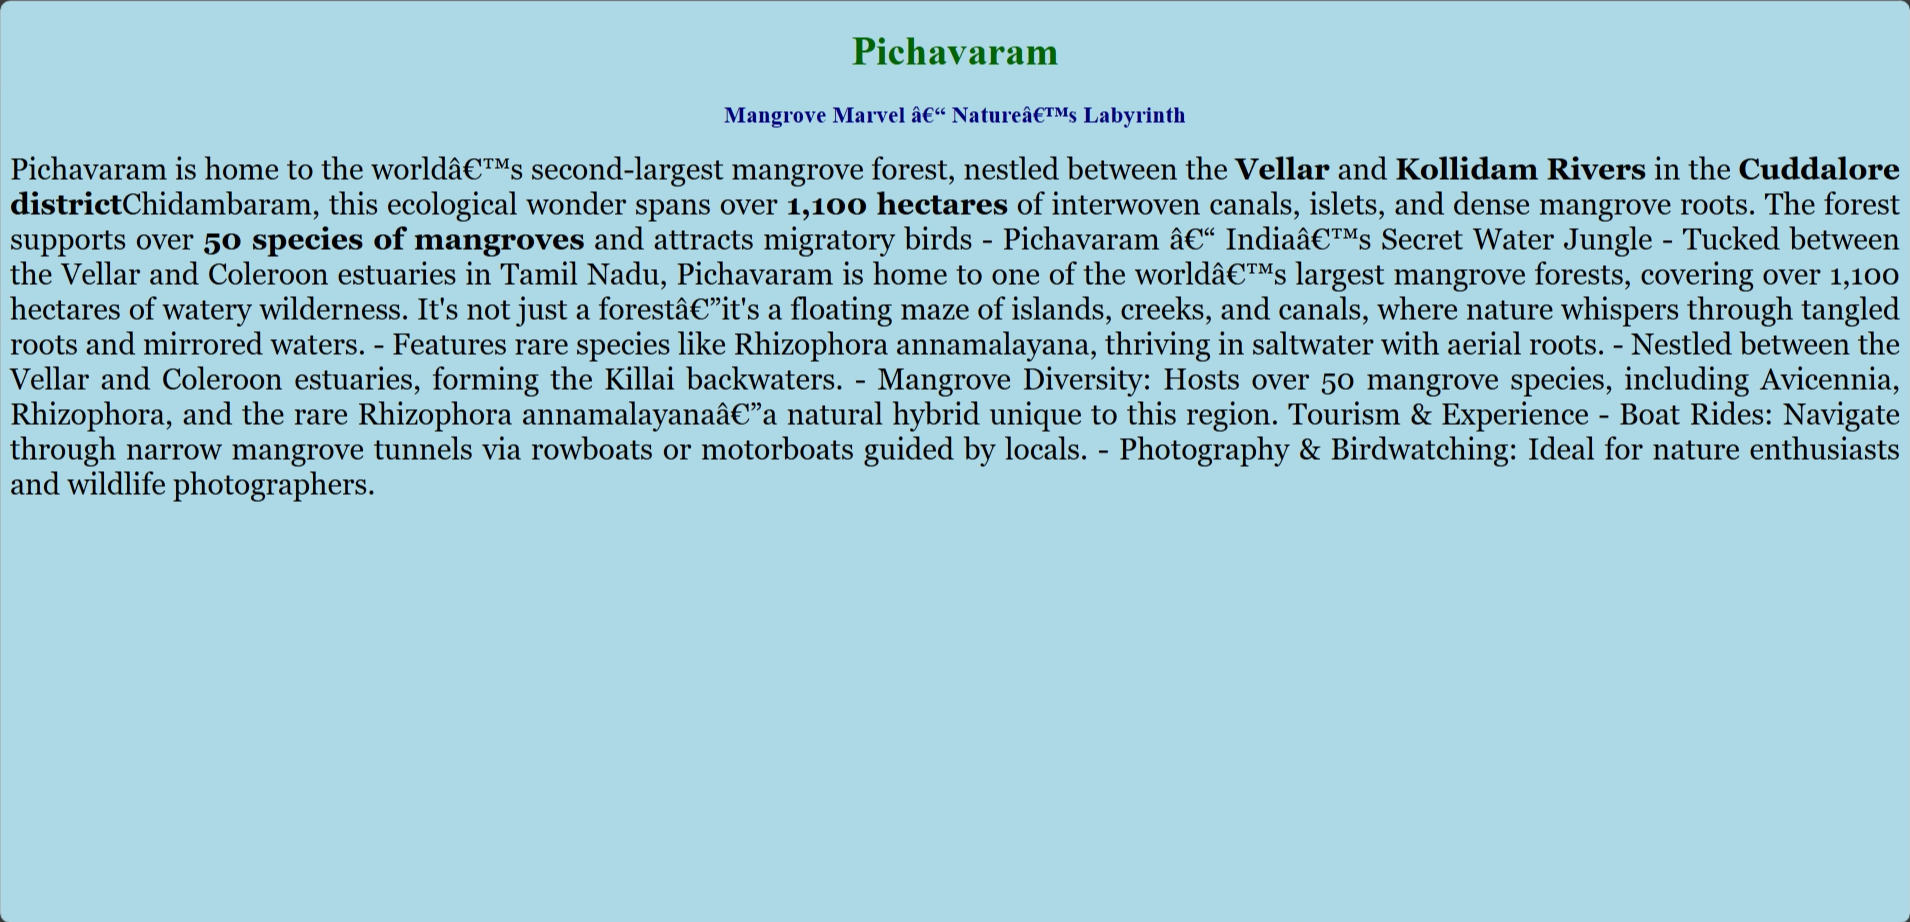 Pichavaram
Mangrove Marvel â€“ Natureâ€™s Labyrinth
Pichavaram is home to the worldâ€™s second-largest mangrove forest, nestled between the Vellar and Kollidam Rivers in the Cuddalore
districtChidambaram, this ecological wonder spans over 1,100 hectares of interwoven canals, islets, and dense mangrove roots. The forest
supports over 50 species of mangroves and attracts migratory birds - Pichavaram â€“ Indiaâ€™s Secret Water Jungle - Tucked between
the Vellar and Coleroon estuaries in Tamil Nadu, Pichavaram is home to one of the worldâ€™s largest mangrove forests, covering over 1,100
hectares of watery wilderness. It's not just a forestâ€”it's a floating maze of islands, creeks, and canals, where nature whispers through tangled
roots and mirrored waters. - Features rare species like Rhizophora annamalayana, thriving in saltwater with aerial roots. - Nestled between the
Vellar and Coleroon estuaries, forming the Killai backwaters. - Mangrove Diversity: Hosts over 50 mangrove species, including Avicennia,
Rhizophora, and the rare Rhizophora annamalayanaâ€”a natural hybrid unique to this region. Tourism & Experience - Boat Rides: Navigate
through narrow mangrove tunnels via rowboats or motorboats guided by locals. - Photography & Birdwatching: Ideal for nature enthusiasts
and wildlife photographers.